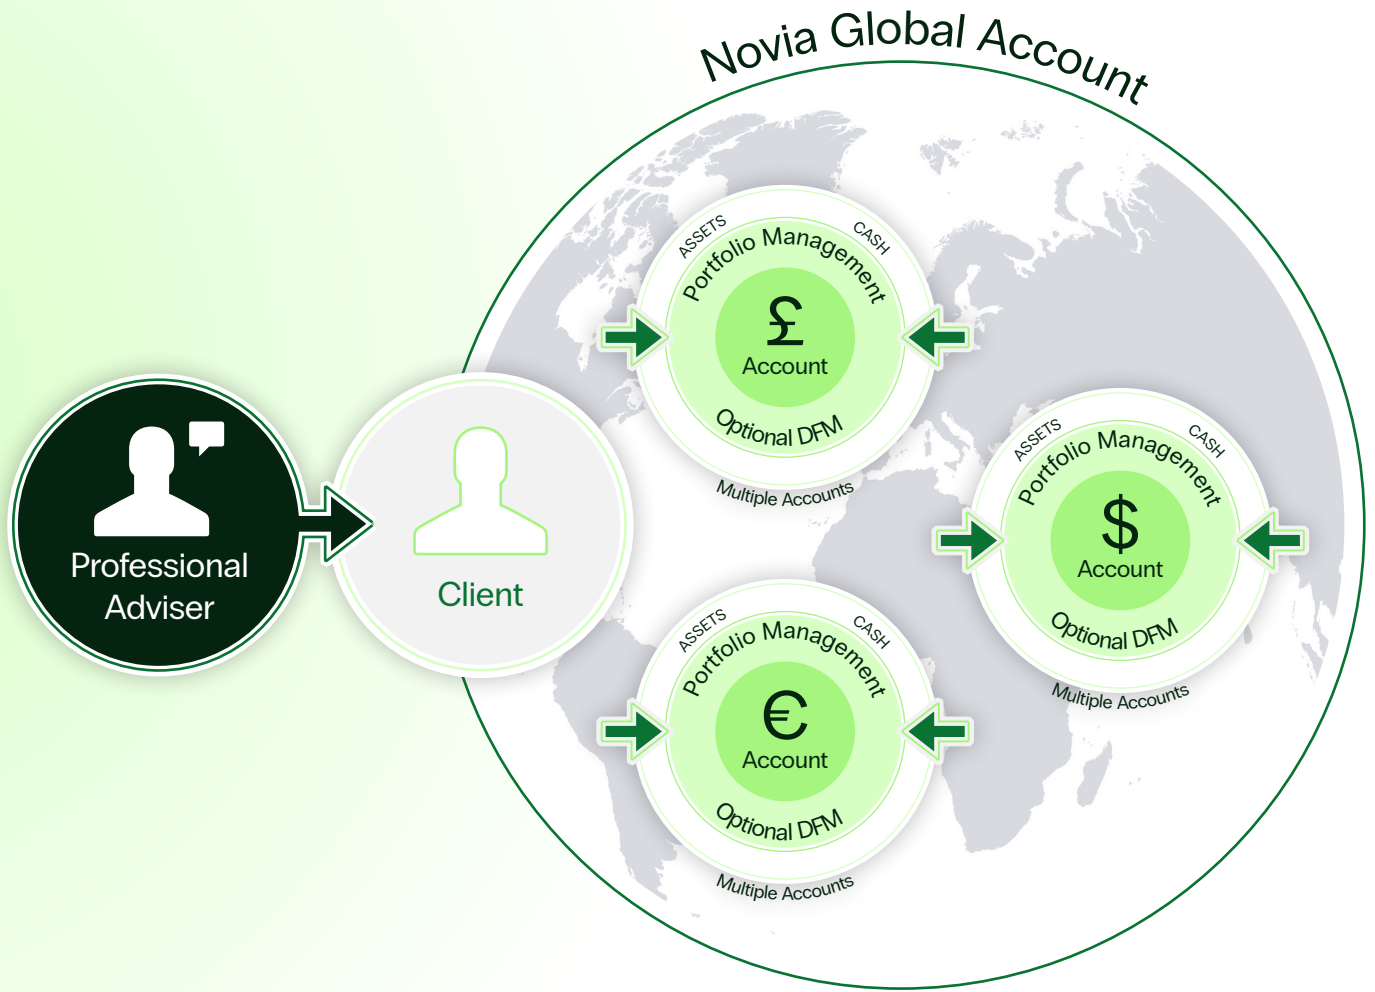 Novia Global Account
Professional
Adviser
Client
ASSETS
CASH
Portfolio Management
£
Account
Optional DFM
Multiple Accounts
ASSETS
CASH
Portfolio Management
$
Account
Optional DFM
Multiple Accounts
ASSETS
CASH
Portfolio Management
€
Account
Optional DFM
Multiple Accounts